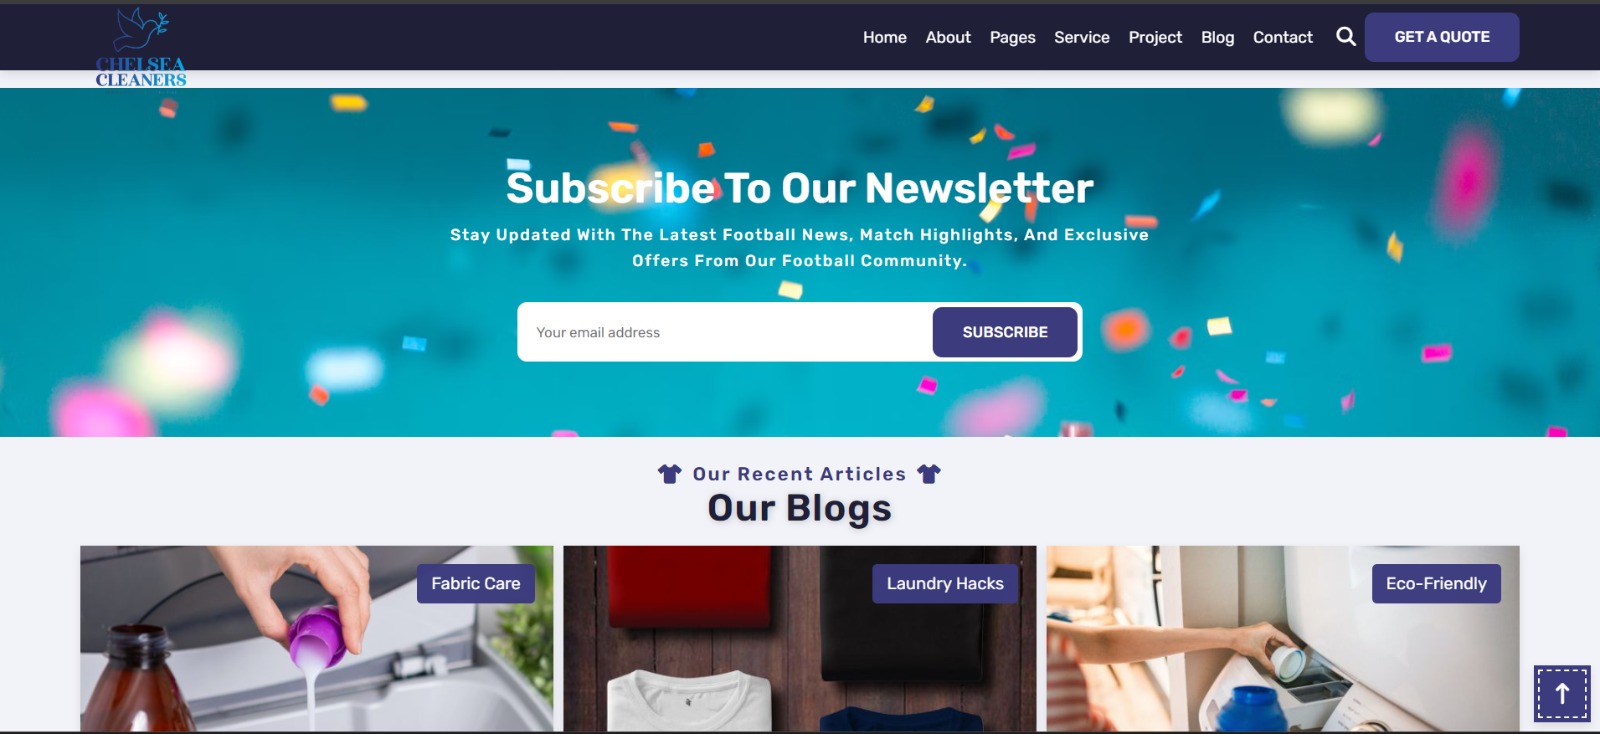 CHELSEA
CLEANERS
Home About Pages Service Project Blog Contact GET A QUOTE
Subscribe To Our Newsletter
Stay Updated With The Latest Football News, Match Highlights, And Exclusive
Offers From Our Football Community.
Your email address SUBSCRIBE
Our Recent Articles
Our Blogs
Fabric Care Laundry Hacks Eco-Friendly